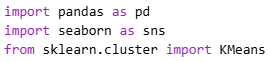 import pandas as pd
import seaborn as sns
from sklearn.cluster import KMeans